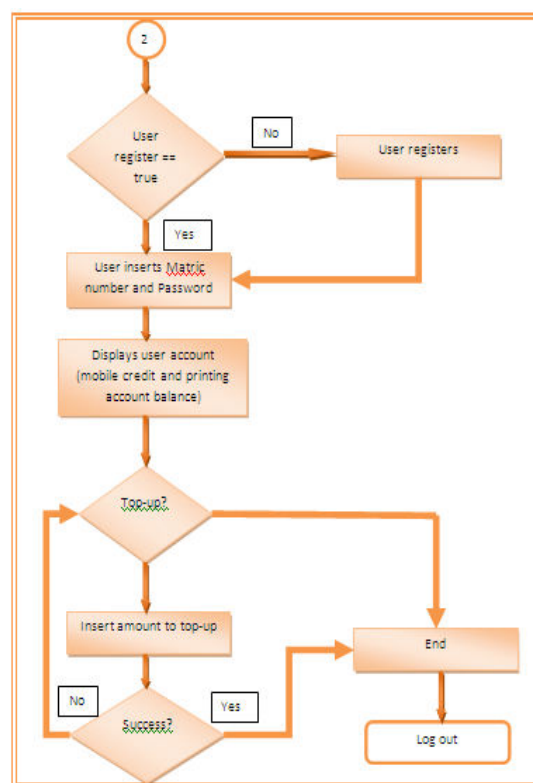 2
User
register ==
true
No
User registers
Yes
User inserts Matric
number and Password
Displays user account
(mobile credit and printing
account balance)
Top-up?
Insert amount to top-up
End
No
Yes
Success?
Log out